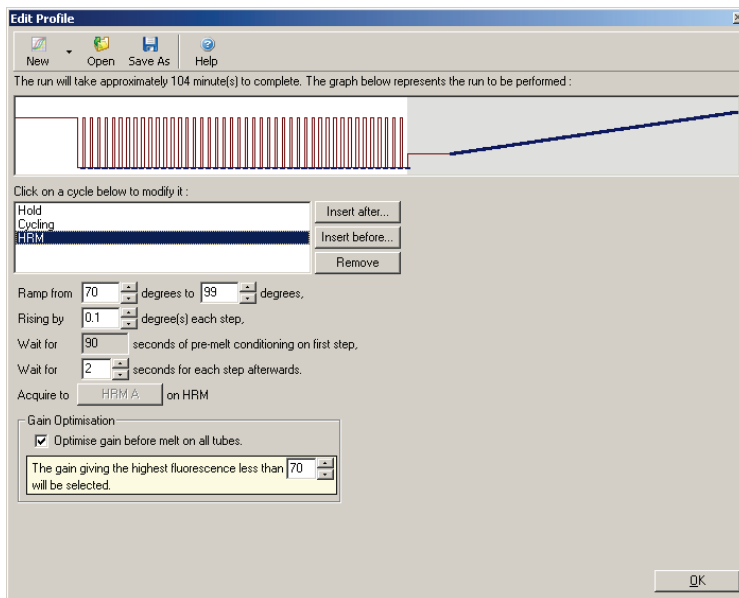 Edit Profile
New Open Save As Help
The run will take approximately 104 minute(s) to complete. The graph below represents the run to be performed :
Click on a cycle below to modify it :
Hold
Cycling
HRM
Insert after...
Insert before...
Remove
Ramp from 70 degrees to 99 degrees,
Rising by 0.1 degree(s) each step,
Wait for 90 seconds of pre-melt conditioning on first step,
Wait for 2 seconds for each step afterwards.
Acquire to HRM A on HRM
Gain Optimisation
Optimise gain before melt on all tubes.
The gain giving the highest fluorescence less than 70
will be selected.
OK